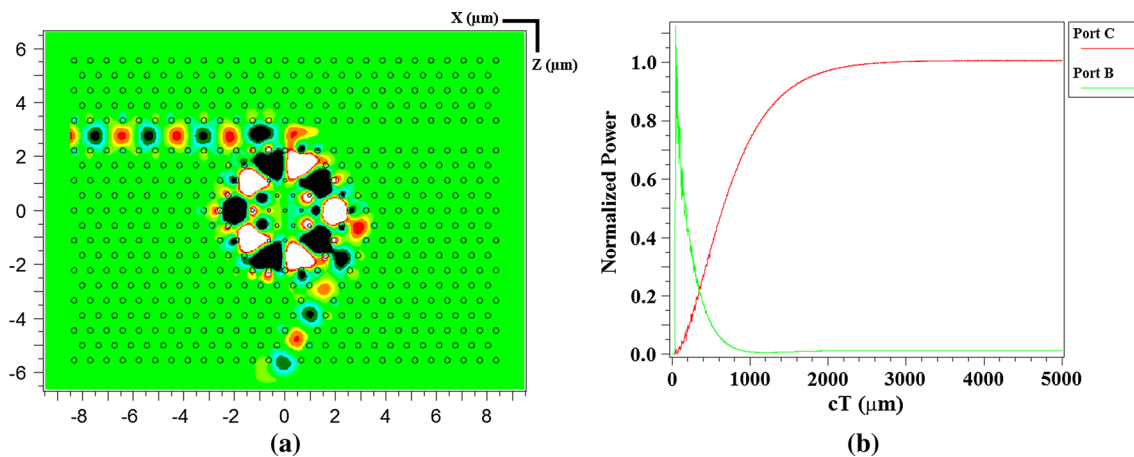 X (μm)
Z (μm)
6
4
2
0
-2
-4
-6
-8 -6 -4 -2 0 2 4 6 8
(a)
Port C
Port B
Normalized Power
1.0
0.8
0.6
0.4
0.2
0.0
0 1000 2000 3000 4000 5000
cT (μm)
(b)